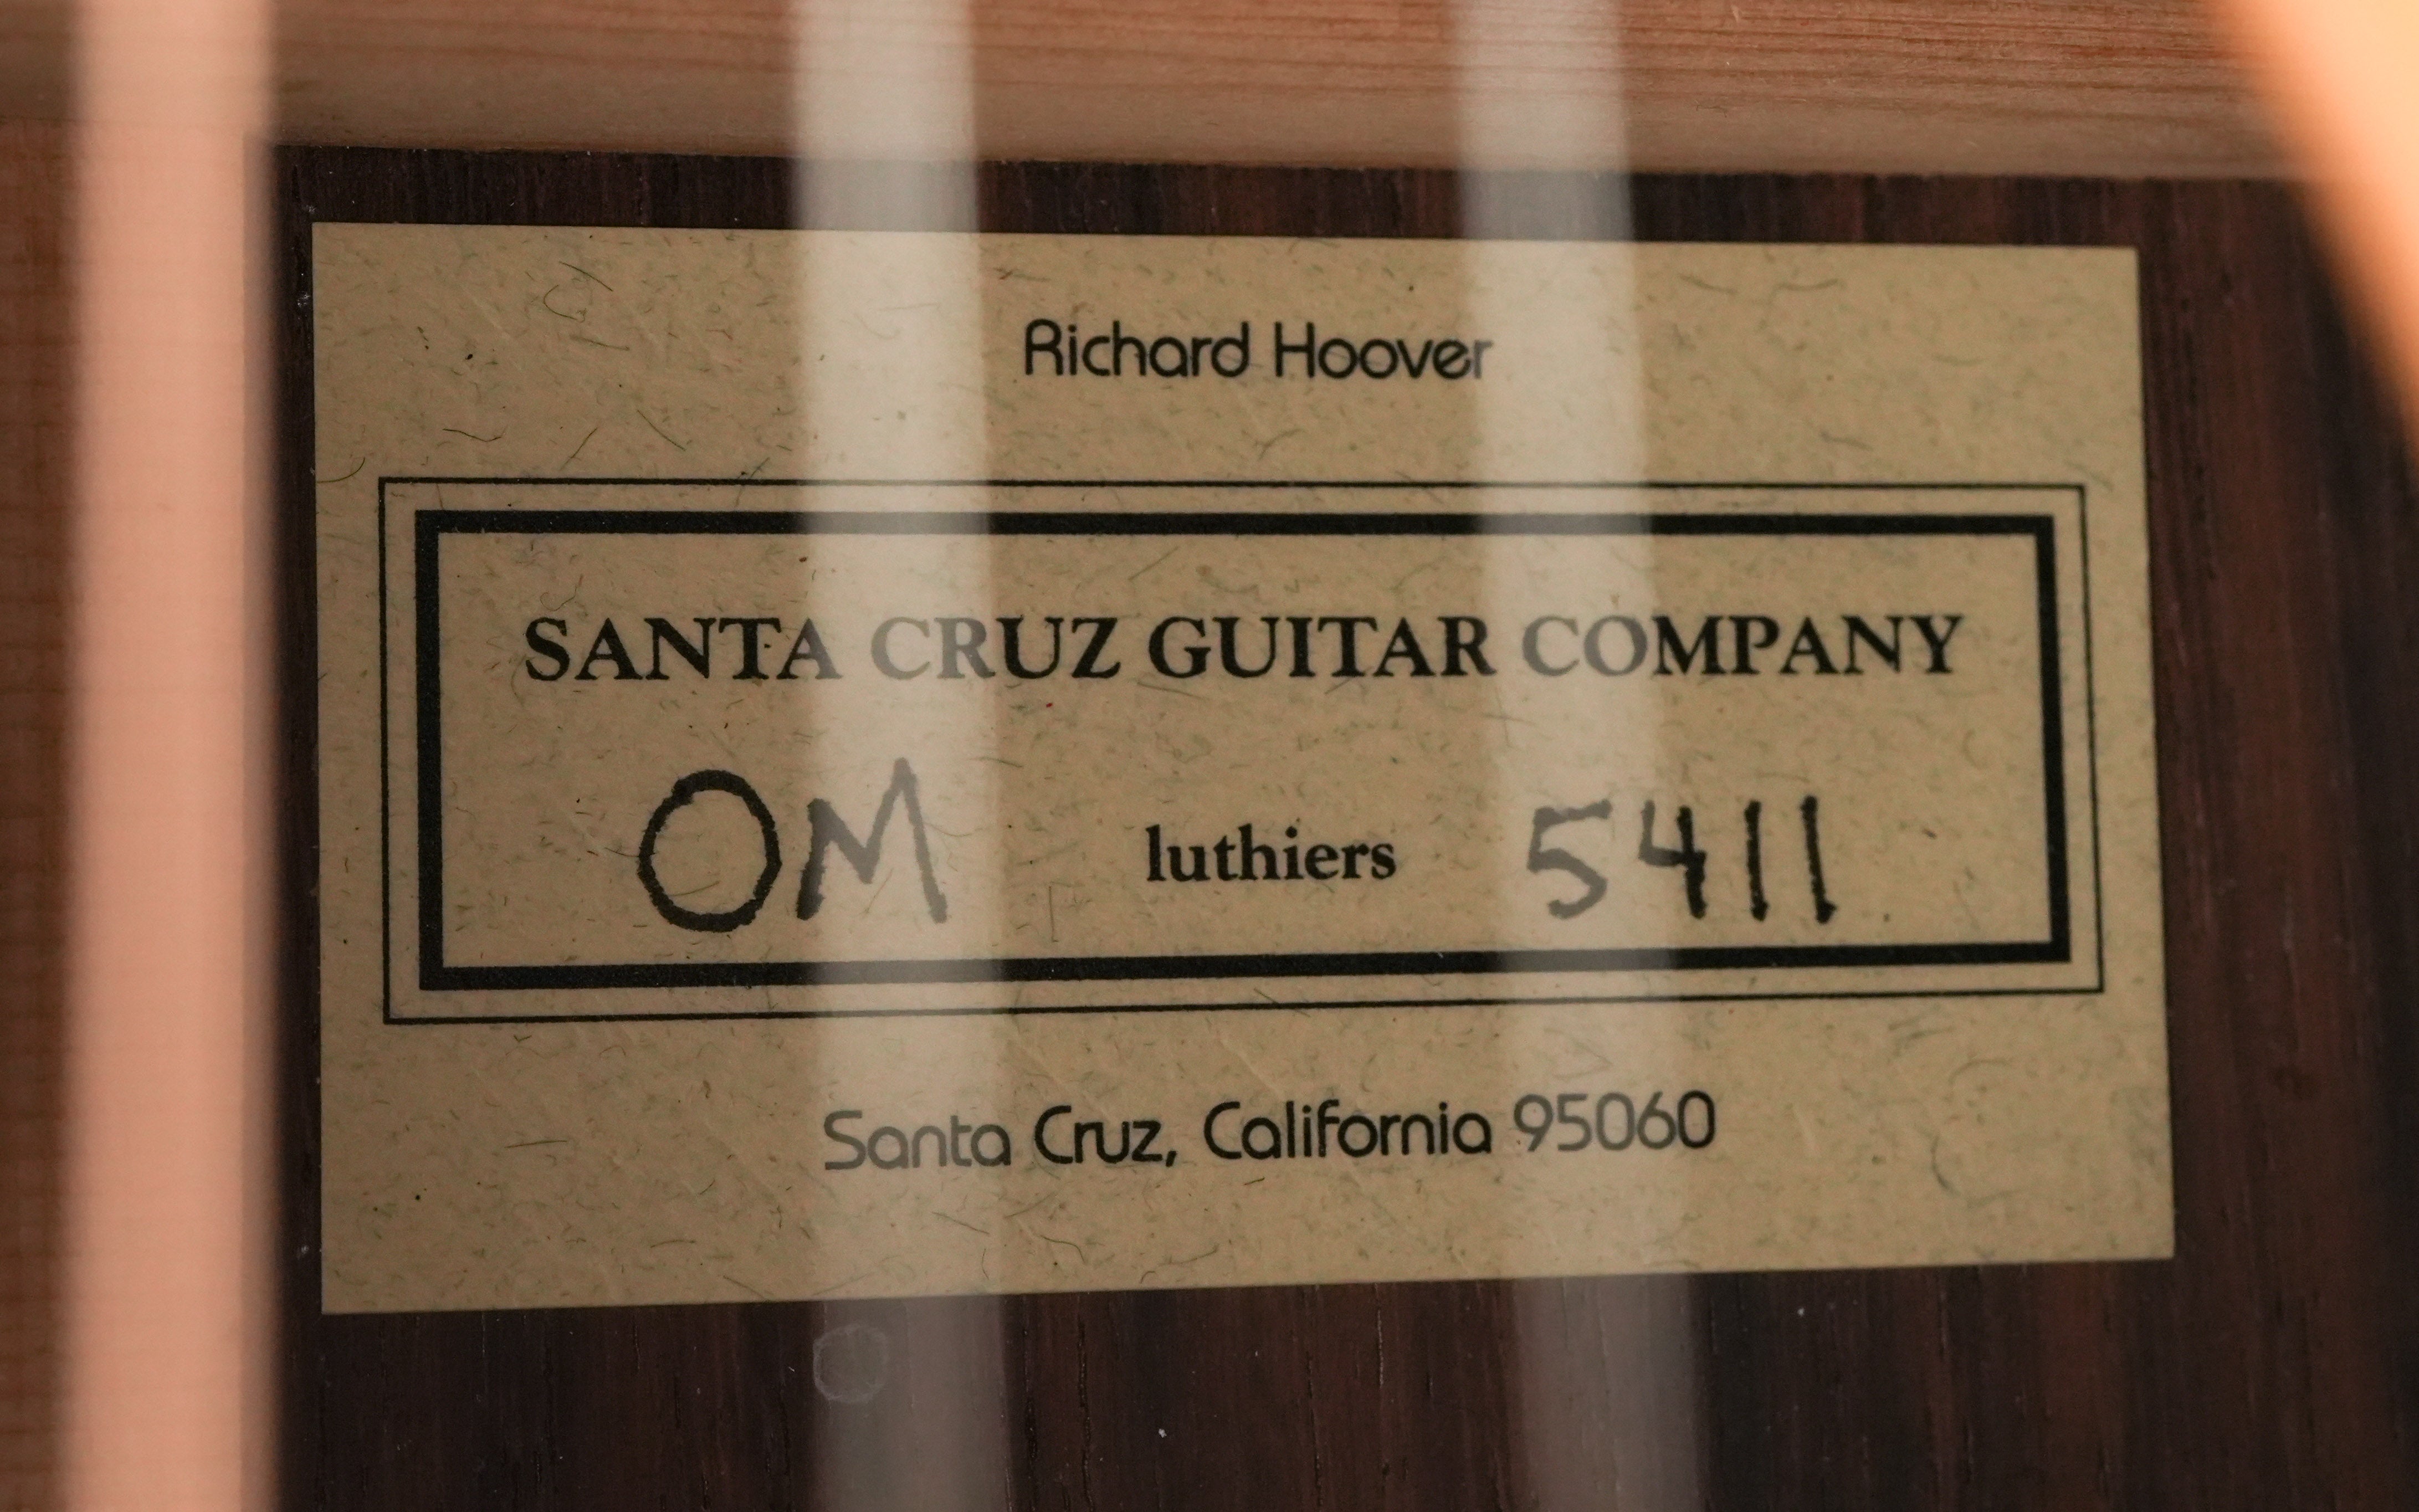 Richard Hoover
SANTA CRUZ GUITAR COMPANY
OM luthiers 5411
Santa Cruz, California 95060